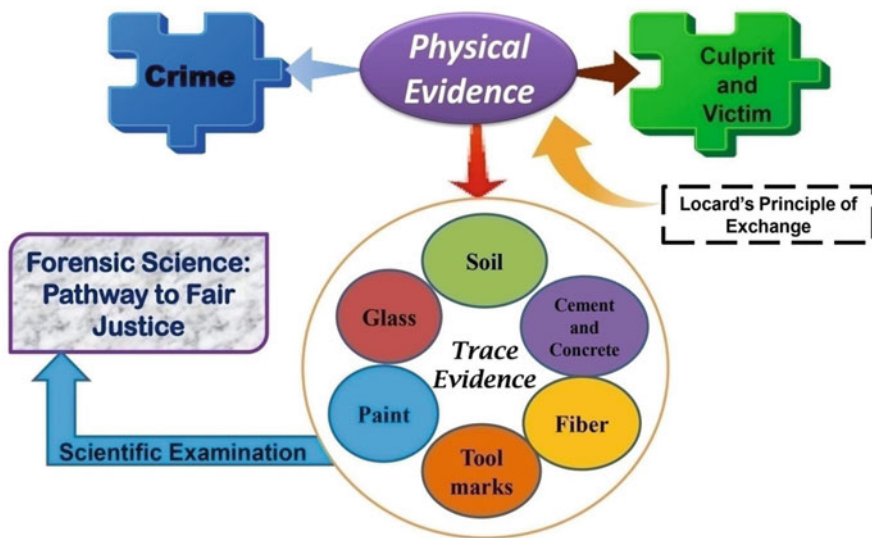 Crime
Physical
Evidence
Culprit
and
Victim
Locard's Principle of
Exchange
Forensic Science:
Pathway to Fair
Justice
Soil
Glass
Cement
and
Concrete
Trace
Evidence
Paint
Fiber
Tool
marks
Scientific Examination